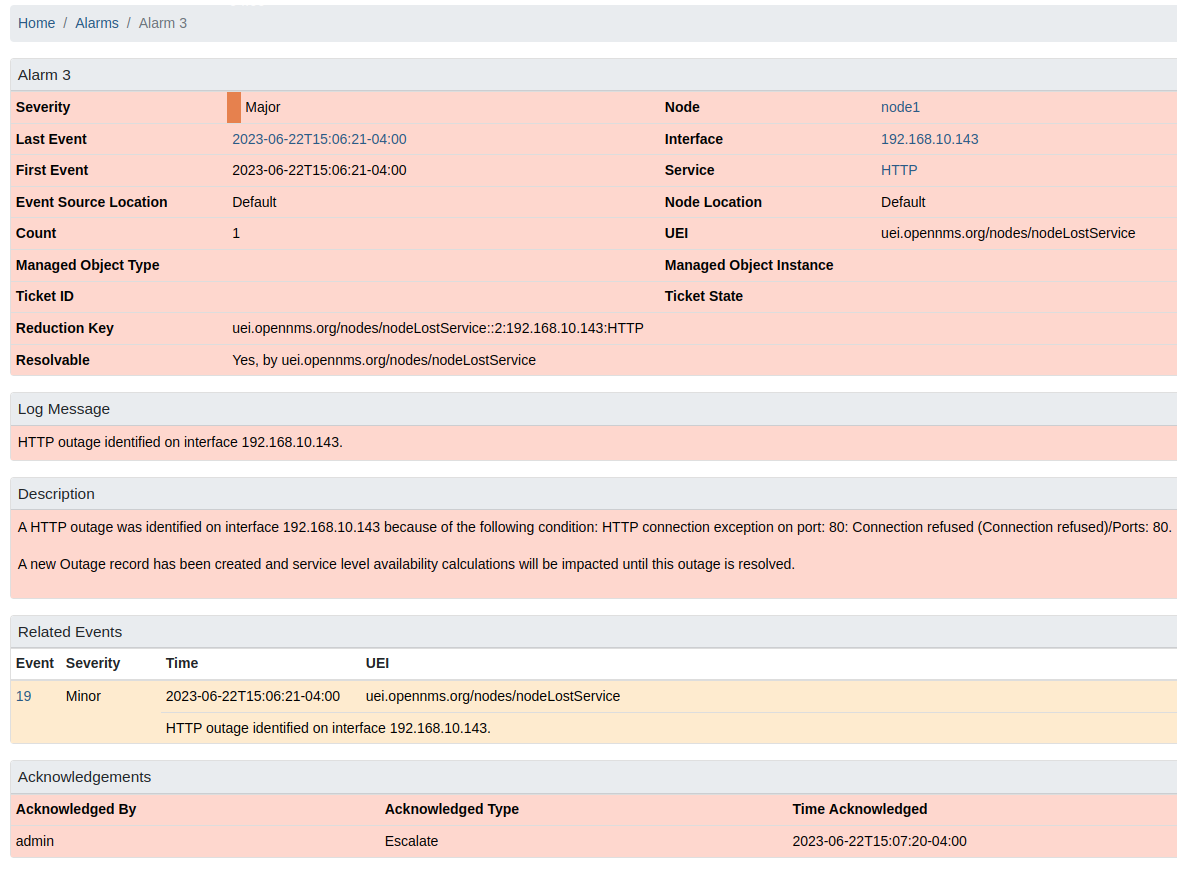 Home / Alarms / Alarm 3
Alarm 3
Severity Major Node node1
Last Event 2023-06-22T15:06:21-04:00 Interface 192.168.10.143
First Event 2023-06-22T15:06:21-04:00 Service HTTP
Event Source Location Default Node Location Default
Count 1 UEI uei.opennms.org/nodes/nodeLostService
Managed Object Type Managed Object Instance
Ticket ID Ticket State
Reduction Key uei.opennms.org/nodes/nodeLostService::2:192.168.10.143:HTTP
Resolvable Yes, by uei.opennms.org/nodes/nodeLostService
Log Message
HTTP outage identified on interface 192.168.10.143.
Description
A HTTP outage was identified on interface 192.168.10.143 because of the following condition: HTTP connection exception on port: 80: Connection refused (Connection refused)/Ports: 80.
A new Outage record has been created and service level availability calculations will be impacted until this outage is resolved.
Related Events
Event Severity Time UEI
19 Minor 2023-06-22T15:06:21-04:00 uei.opennms.org/nodes/nodeLostService
HTTP outage identified on interface 192.168.10.143.
Acknowledgements
Acknowledged By Acknowledged Type Time Acknowledged
admin Escalate 2023-06-22T15:07:20-04:00